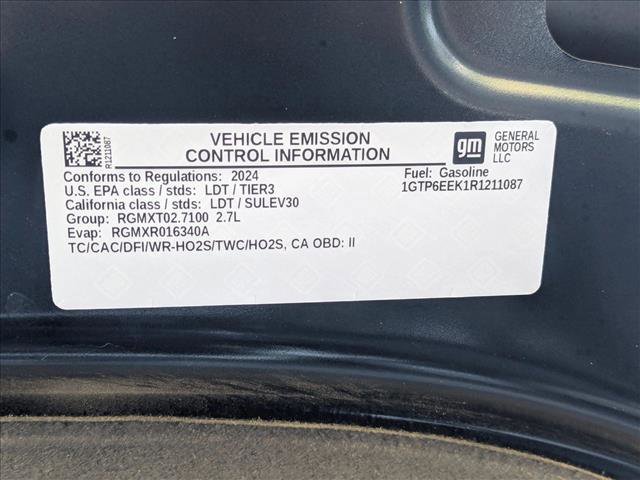 R1211087
VEHICLE EMISSION
CONTROL INFORMATION
gm
GENERAL
MOTORS
LLC
Conforms to Regulations: 2024
Fuel: Gasoline
U.S. EPA class / stds: LDT / TIER3
1GTP6EEK1R1211087
California class / stds: LDT / SULEV30
Group: RGMXT02.7100 2.7L
Evap: RGMXR016340A
TC/CAC/DFI/WR-HO2S/TWC/HO2S, CA OBD: II